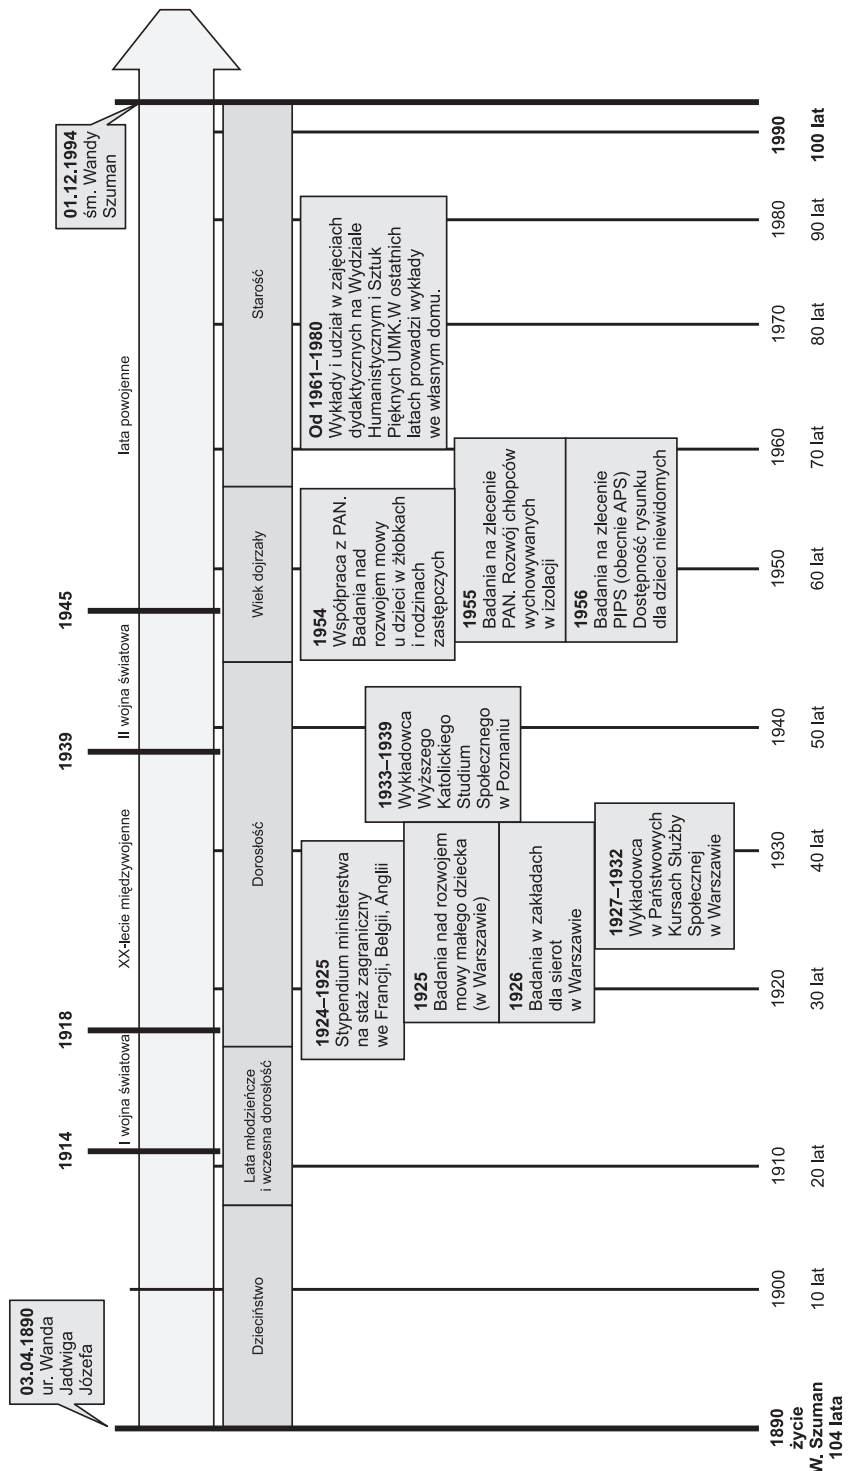 03.04.1890
ur. Wanda
Jadwiga
Józefa
01.12.1994
śm. Wandy
Szuman
1914
1918
1939
1945
I wojna światowa
XX-lecie międzywojenne
II wojna światowa
lata powojenne
Dzieciństwo
Lata młodzieńcze
i wczesna dorosłość
Dorosłość
Wiek dojrzały
Starość
1924–1925
Stypendium ministerstwa
na staż zagraniczny
we Francji, Belgii, Anglii
1925
Badania nad rozwojem
mowy małego dziecka
(w Warszawie)
1926
Badania w zakładach
dla sierot
w Warszawie
1927–1932
Wykładowca
w Państwowych
Kursach Służby
Społecznej
w Warszawie
1933–1939
Wykładowca
Wyższego
Katolickiego
Studium
Społecznego
w Poznaniu
1954
Współpraca z PAN.
Badania nad
rozwojem mowy
u dzieci w żłobkach
i rodzinach
zastępczych
1955
Badania na zlecenie
PAN. Rozwój chłopców
wychowywanych
w izolacji
1956
Badania na zlecenie
PIPS (obecnie APS)
Dostępność rysunku
dla dzieci niewidomych
Od 1961–1980
Wykłady i udział w zajęciach
dydaktycznych na Wydziale
Humanistycznym i Sztuk
Pięknych UMK.W ostatnich
latach prowadzi wykłady
we własnym domu.
1890 1900 1910 1920 1930 1940 1950 1960 1970 1980 1990
życie
W. Szuman 10 lat 20 lat 30 lat 40 lat 50 lat 60 lat 70 lat 80 lat 90 lat 100 lat
104 lata